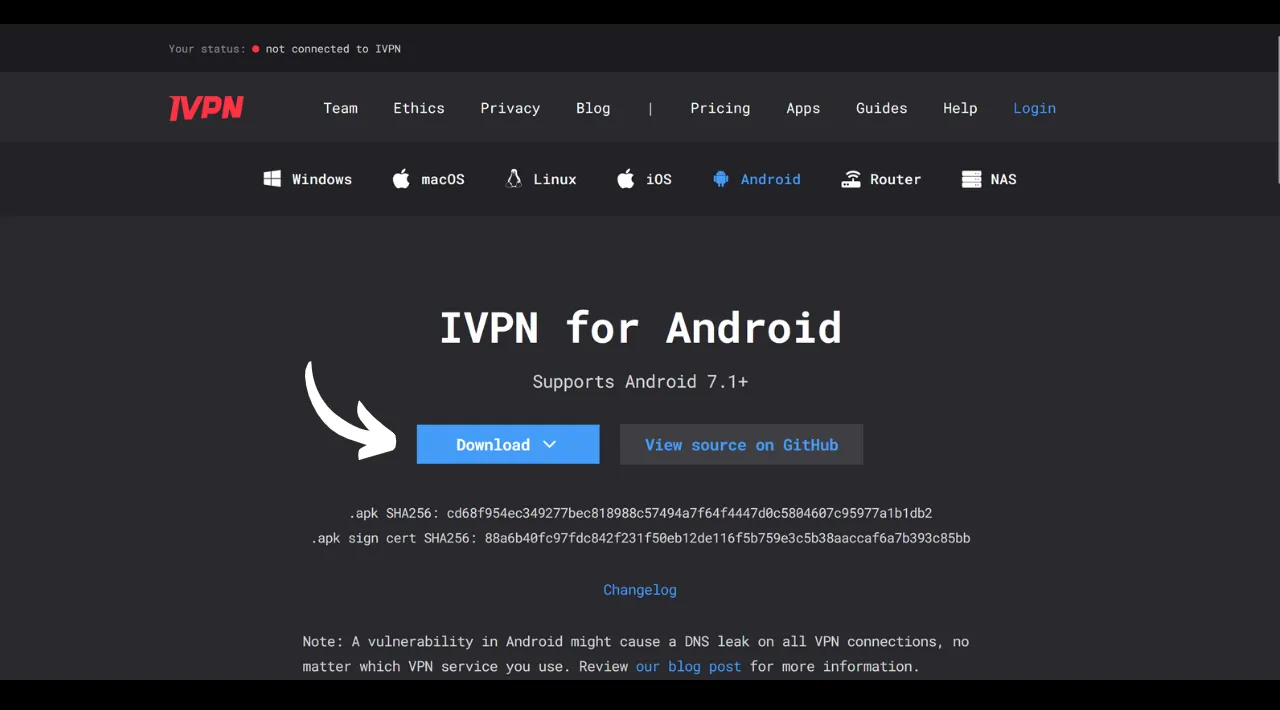 Your status: not connected to IVPN
IVPN Team Ethics Privacy Blog | Pricing Apps Guides Help Login
Windows macOS Linux iOS Android Router NAS
IVPN for Android
Supports Android 7.1+
Download View source on GitHub
.apk SHA256: cd68f954ec349277bec818988c57494a7f64f4447d0c5804607c95977a1b1db2
.apk sign cert SHA256: 88a6b40fc97fdc842f231f50eb12de116f5b759e3c5b38aaccaf6a7b393c85bb
Changelog
Note: A vulnerability in Android might cause a DNS leak on all VPN connections, no
matter which VPN service you use. Review our blog post for more information.